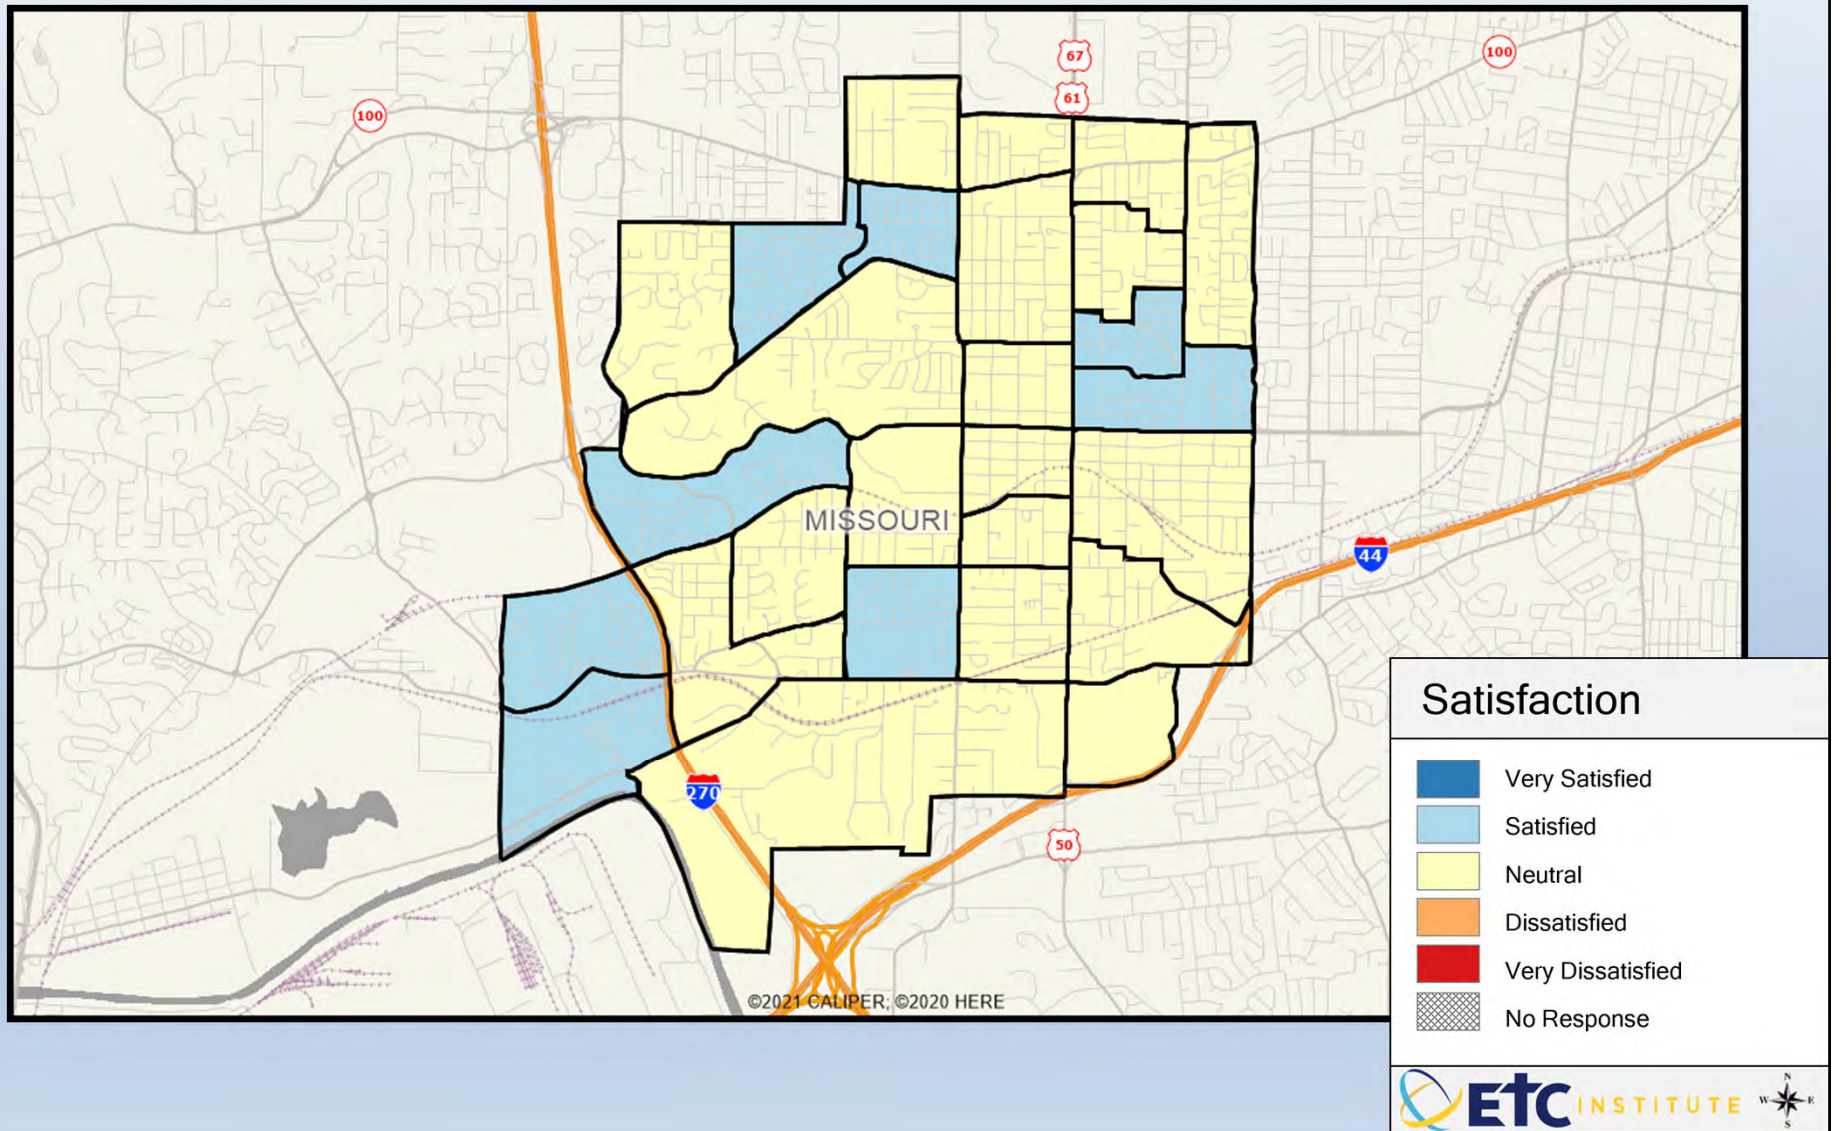 67
100
61
100
MISSOURI
44
270
50
©2021 CALIPER; ©2020 HERE
Satisfaction
Very Satisfied
Satisfied
Neutral
Dissatisfied
Very Dissatisfied
No Response
ETC INSTITUTE
N
W E
S